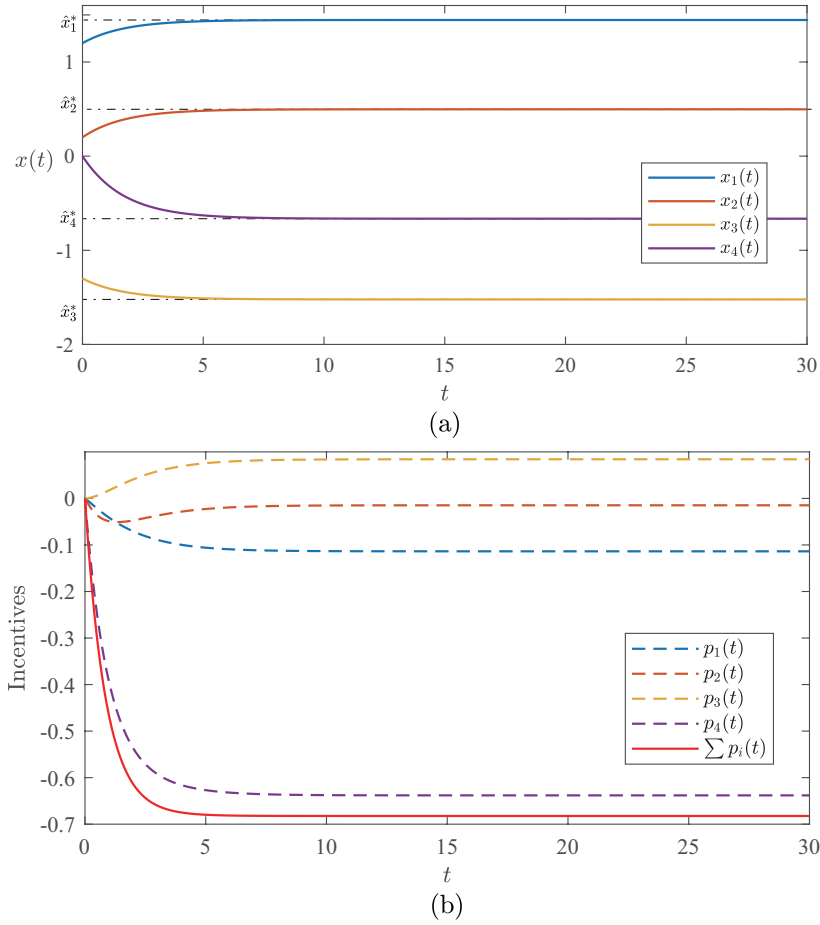 x̂₁*
1
x̂₂*
x(t)
0
x₁(t)
x₂(t)
x̂₄*
x₃(t)
-1
x₄(t)
x̂₃*
-2
0 5 10 15 20 25 30
t
(a)
0
-0.1
-0.2
-0.3
Incentives
p₁(t)
-0.4
p₂(t)
p₃(t)
-0.5
p₄(t)
∑ pᵢ(t)
-0.6
-0.7
0 5 10 15 20 25 30
t
(b)